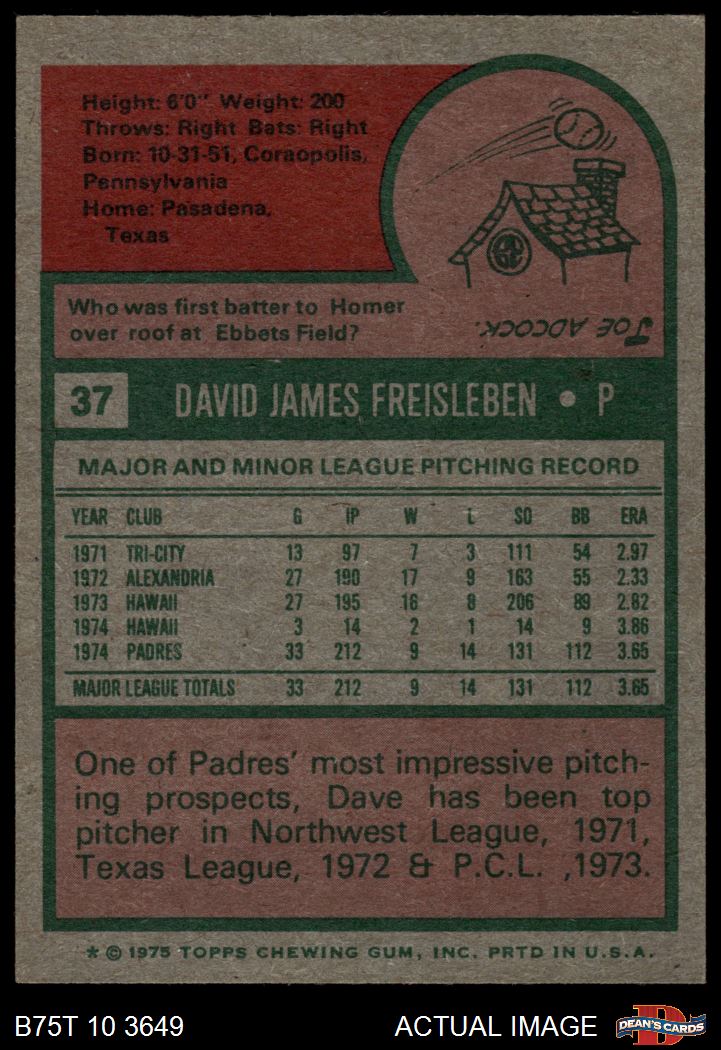 Height: 6'0" Weight: 200
Throws: Right Bats: Right
Born: 10-31-51, Coraopolis,
Pennsylvania
Home: Pasadena,
Texas
Who was first batter to Homer
over roof at Ebbets Field?
JOE ADCOCK.
37 DAVID JAMES FREISLEBEN • P
MAJOR AND MINOR LEAGUE PITCHING RECORD
YEAR CLUB G IP W L SO BB ERA
1971 TRI-CITY 13 97 7 3 111 54 2.97
1972 ALEXANDRIA 27 190 17 9 163 55 2.33
1973 HAWAII 27 195 16 8 206 89 2.82
1974 HAWAII 3 14 2 1 14 9 3.86
1974 PADRES 33 212 9 14 131 112 3.65
MAJOR LEAGUE TOTALS 33 212 9 14 131 112 3.65
One of Padres' most impressive pitch-
ing prospects, Dave has been top
pitcher in Northwest League, 1971,
Texas League, 1972 & P.C.L. ,1973.
* © 1975 TOPPS CHEWING GUM, INC. PRTD IN U.S.A.
B75T 10 3649 ACTUAL IMAGE D DEAN'S CARDS